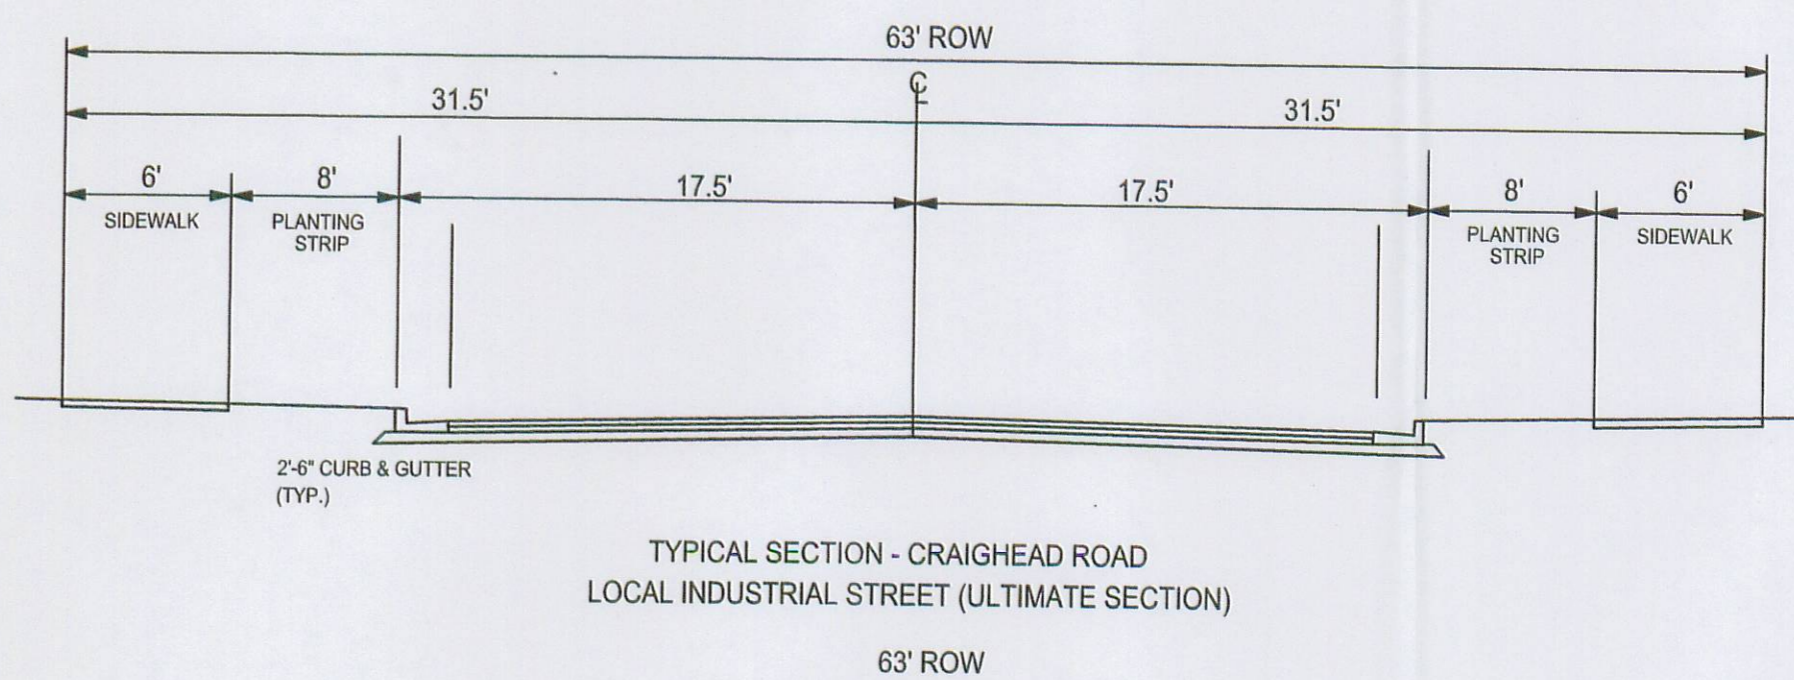 63' ROW
℄
31.5' 31.5'
6' 8' 17.5' 17.5' 8' 6'
SIDEWALK PLANTING STRIP PLANTING STRIP SIDEWALK
2'-6" CURB & GUTTER
(TYP.)
TYPICAL SECTION - CRAIGHEAD ROAD
LOCAL INDUSTRIAL STREET (ULTIMATE SECTION)
63' ROW